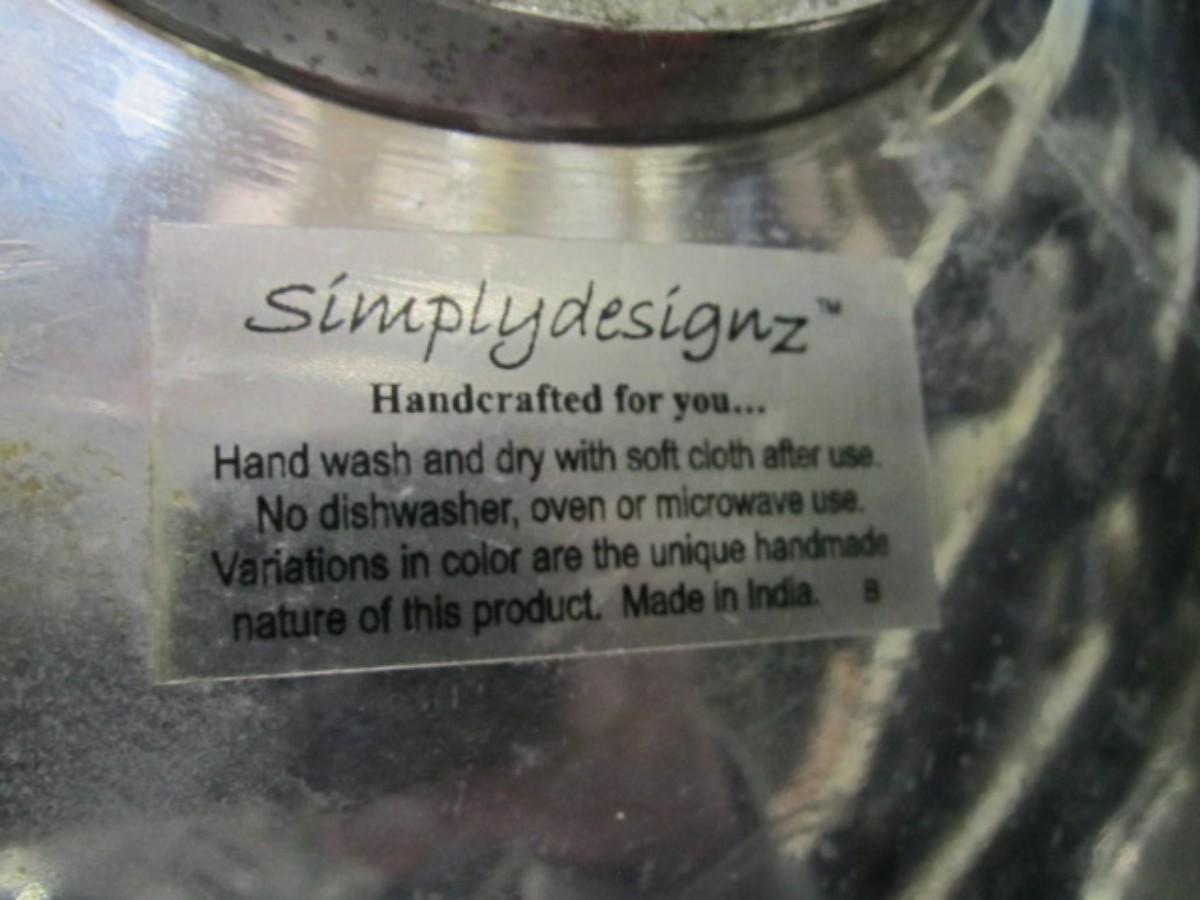 Simplydesignz™
Handcrafted for you...
Hand wash and dry with soft cloth after use.
No dishwasher, oven or microwave use.
Variations in color are the unique handmade
nature of this product. Made in India. B